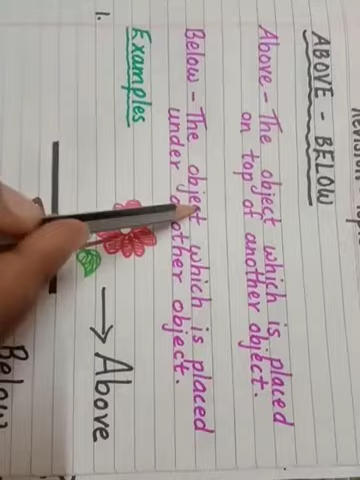 ABOVE - BELOW
Above - The object which is placed
on top of another object.
Below - The object which is placed
under another object.
Examples
1.
→ Above
Below